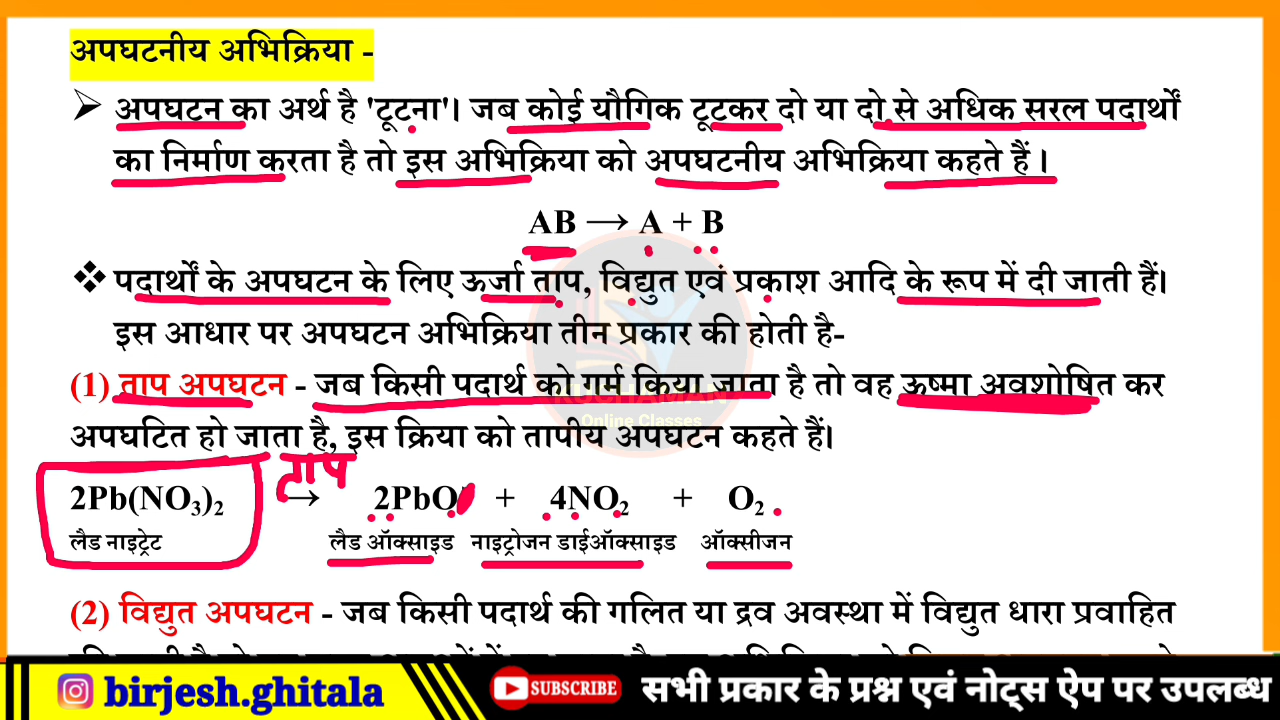 अपघटनीय अभिक्रिया -
➢ अपघटन का अर्थ है 'टूटना'। जब कोई यौगिक टूटकर दो या दो से अधिक सरल पदार्थों
का निर्माण करता है तो इस अभिक्रिया को अपघटनीय अभिक्रिया कहते हैं।
AB → A + B
❖ पदार्थों के अपघटन के लिए ऊर्जा ताप, विद्युत एवं प्रकाश आदि के रूप में दी जाती हैं।
इस आधार पर अपघटन अभिक्रिया तीन प्रकार की होती है-
(1) ताप अपघटन - जब किसी पदार्थ को गर्म किया जाता है तो वह ऊष्मा अवशोषित कर
KUCHAMAN
Online Classes
अपघटित हो जाता है, इस क्रिया को तापीय अपघटन कहते हैं।
ताप
2Pb(NO₃)₂ → 2PbO + 4NO₂ + O₂
लैड नाइट्रेट लैड ऑक्साइड नाइट्रोजन डाईऑक्साइड ऑक्सीजन
(2) विद्युत अपघटन - जब किसी पदार्थ की गलित या द्रव अवस्था में विद्युत धारा प्रवाहित
birjesh.ghitala SUBSCRIBE सभी प्रकार के प्रश्न एवं नोट्स ऐप पर उपलब्ध